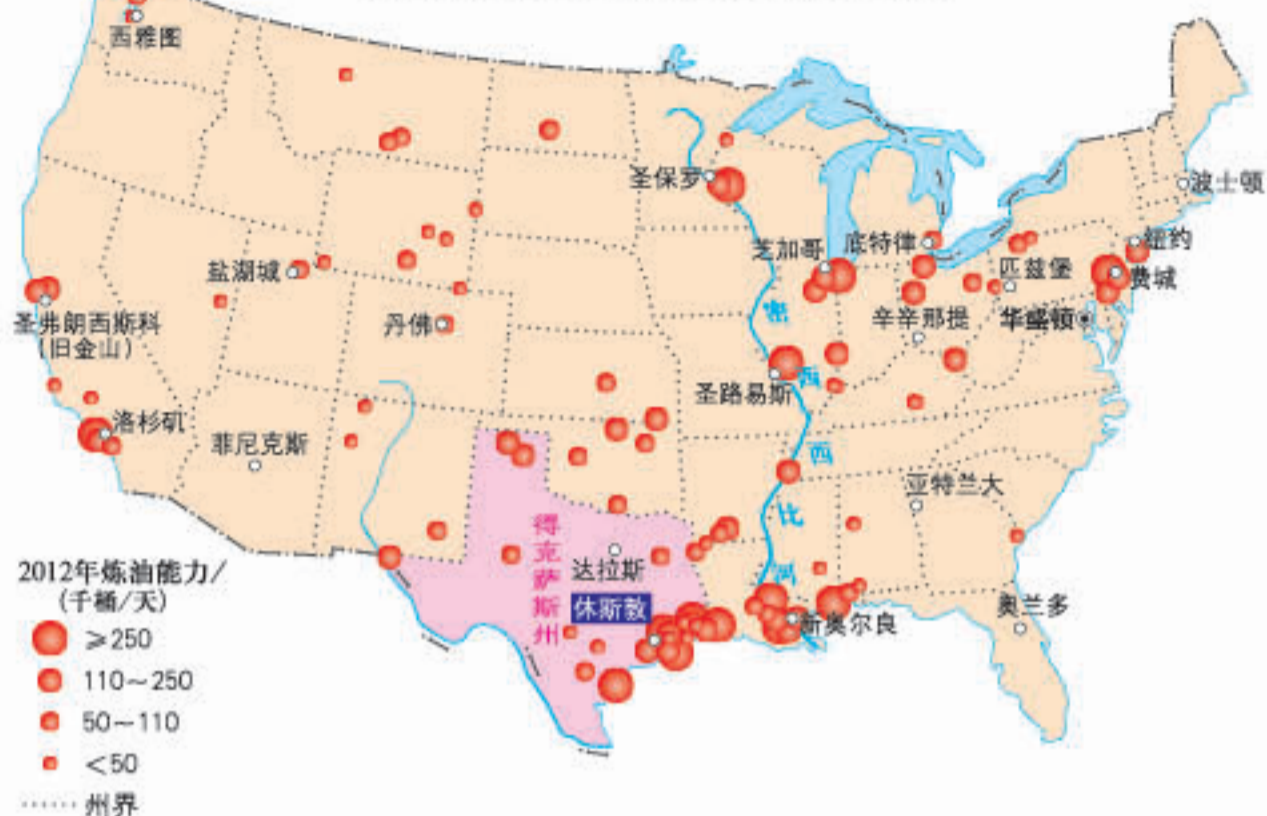 西雅图
圣保罗
波士顿
芝加哥
底特律
纽约
盐湖城
匹兹堡
费城
圣弗朗西斯科
(旧金山)
丹佛
密西西比河
辛辛那提
华盛顿
圣路易斯
洛杉矶
菲尼克斯
亚特兰大
得克萨斯州
达拉斯
休斯敦
新奥尔良
奥兰多
2012年炼油能力/
(千桶/天)
≥250
110~250
50~110
<50
州界